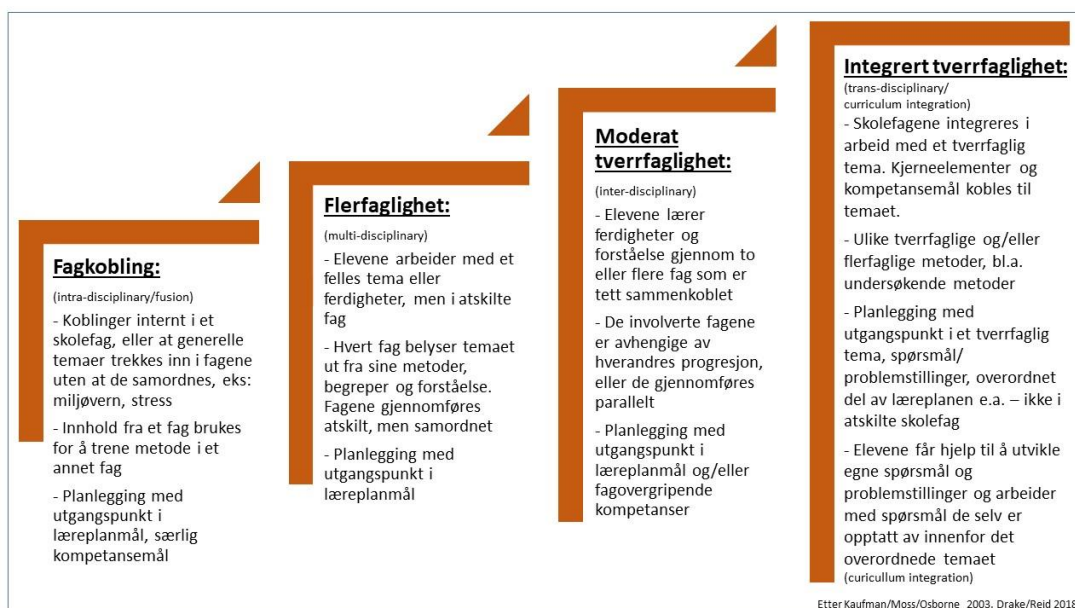 Fagkobling:
(intra-disciplinary/fusion)
- Koblinger internt i et
skolefag, eller at generelle
temaer trekkes inn i fagene
uten at de samordnes, eks:
miljøvern, stress
- Innhold fra et fag brukes
for å trene metode i et
annet fag
- Planlegging med
utgangspunkt i
læreplanmål, særlig
kompetansemål
Flerfaglighet:
(multi-disciplinary)
- Elevene arbeider med et
felles tema eller
ferdigheter, men i atskilte
fag
- Hvert fag belyser temaet
ut fra sine metoder,
begreper og forståelse.
Fagene gjennomføres
atskilt, men samordnet
- Planlegging med
utgangspunkt i
læreplanmål
Moderat
tverrfaglighet:
(inter-disciplinary)
- Elevene lærer
ferdigheter og
forståelse gjennom to
eller flere fag som er
tett sammenkoblet
- De involverte fagene
er avhengige av
hverandres progresjon,
eller de gjennomføres
parallelt
- Planlegging med
utgangspunkt i
læreplanmål og/eller
fagovergripende
kompetanser
Integrert tverrfaglighet:
(trans-disciplinary/
curriculum integration)
- Skolefagene integreres i
arbeid med et tverrfaglig
tema. Kjerneelementer og
kompetansemål kobles til
temaet.
- Ulike tverrfaglige og/eller
flerfaglige metoder, bl.a.
undersøkende metoder
- Planlegging med
utgangspunkt i et tverrfaglig
tema, spørsmål/
problemstillinger, overordnet
del av læreplanen e.a. – ikke i
atskilte skolefag
- Elevene får hjelp til å utvikle
egne spørsmål og
problemstillinger og arbeider
med spørsmål de selv er
opptatt av innenfor det
overordnede temaet
(curicullum integration)
Etter Kaufman/Moss/Osborne 2003, Drake/Reid 2018